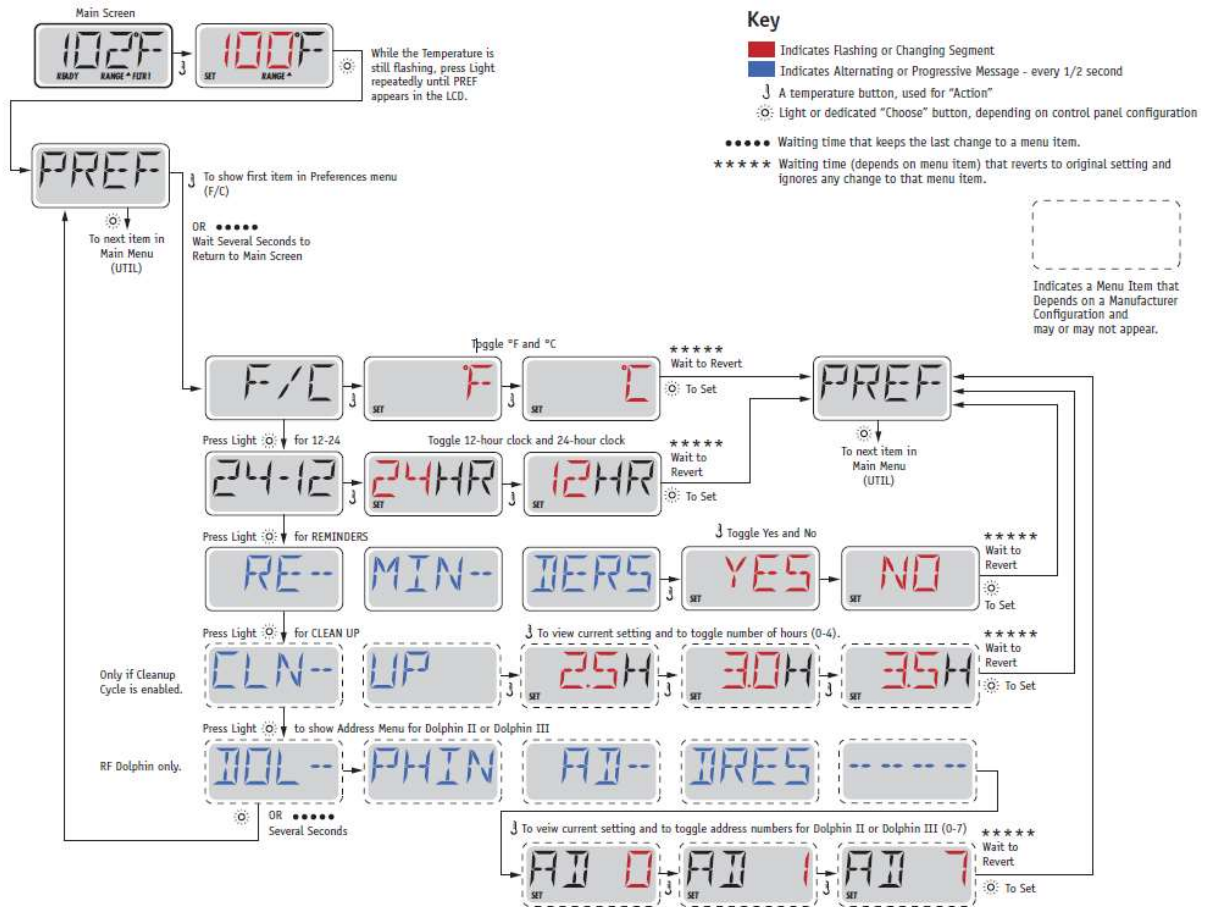 Main Screen
102°F
READY RANGE FLTR 1
100°F
SET RANGE
While the Temperature is
still flashing, press Light
repeatedly until PREF
appears in the LCD.
Key
Indicates Flashing or Changing Segment
Indicates Alternating or Progressive Message - every 1/2 second
A temperature button, used for "Action"
Light or dedicated "Choose" button, depending on control panel configuration
••••• Waiting time that keeps the last change to a menu item.
***** Waiting time (depends on menu item) that reverts to original setting and
ignores any change to that menu item.
Indicates a Menu Item that
Depends on a Manufacturer
Configuration and
may or may not appear.
PREF
To show first item in Preferences menu
(F/C)
OR •••••
Wait Several Seconds to
Return to Main Screen
To next item in
Main Menu
(UTIL)
Toggle °F and °C
F/C
°F
SET
°C
SET
*****
Wait to Revert
To Set
PREF
To next item in
Main Menu
(UTIL)
Press Light for 12-24
Toggle 12-hour clock and 24-hour clock
24-12
24HR
SET
12HR
SET
*****
Wait to
Revert
To Set
Press Light for REMINDERS
Toggle Yes and No
RE--
MIN--
DERS
YES
SET
NO
SET
*****
Wait to
Revert
To Set
Press Light for CLEAN UP
To view current setting and to toggle number of hours (0-4).
Only if Cleanup
Cycle is enabled.
CLN--
UP
2.5H
SET
3.0H
SET
3.5H
SET
*****
Wait to
Revert
To Set
Press Light to show Address Menu for Dolphin II or Dolphin III
RF Dolphin only.
DOL--
PHIN
AD--
DRES
-----
OR •••••
Several Seconds
To veiw current setting and to toggle address numbers for Dolphin II or Dolphin III (0-7)
AD 0
SET
AD 1
SET
AD 7
SET
*****
Wait to
Revert
To Set